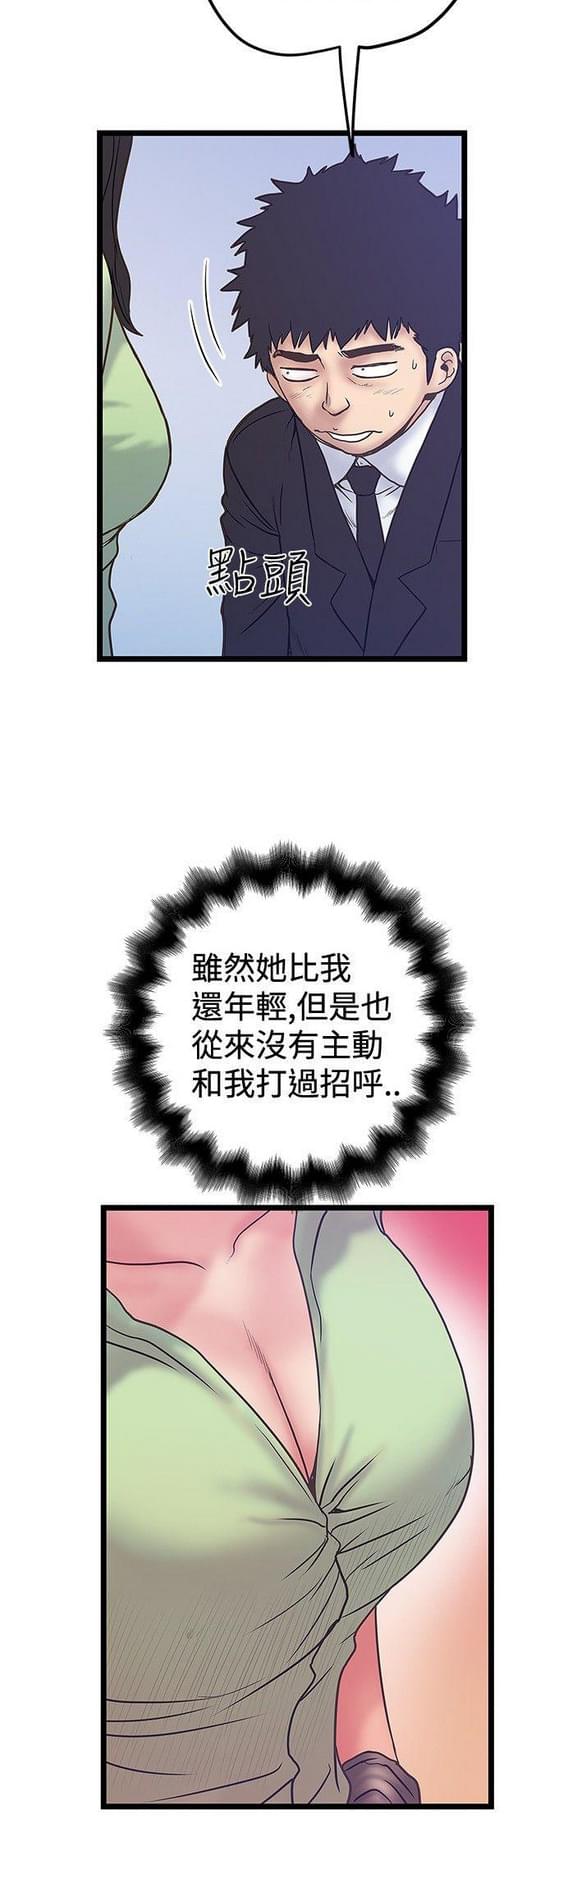 點頭
雖然她比我
還年輕,但是也
從來沒有主動
和我打過招呼..